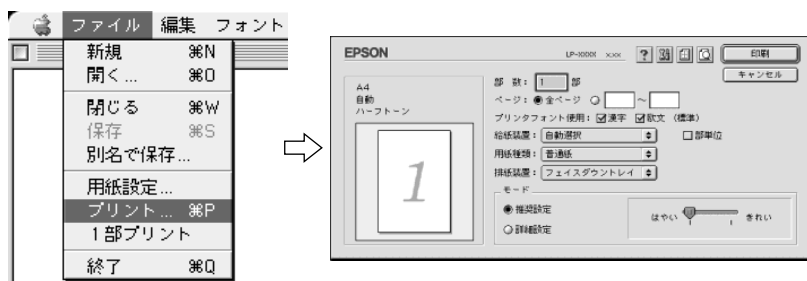 ファイル 編集 フォント
新規 ⌘N
開く... ⌘O
閉じる ⌘W
保存 ⌘S
別名で保存...
用紙設定...
プリント... ⌘P
1部プリント
終了 ⌘Q
EPSON LP-XXXX x.xx ? 印刷
キャンセル
A4
自動
ハーフトーン
1
部数: 1 部
ページ: 全ページ ~
プリンタフォント使用: 漢字 欧文 (標準)
給紙装置: 自動選択 部単位
用紙種類: 普通紙
排紙装置: フェイスダウントレイ
モード
推奨設定
詳細設定
はやい きれい